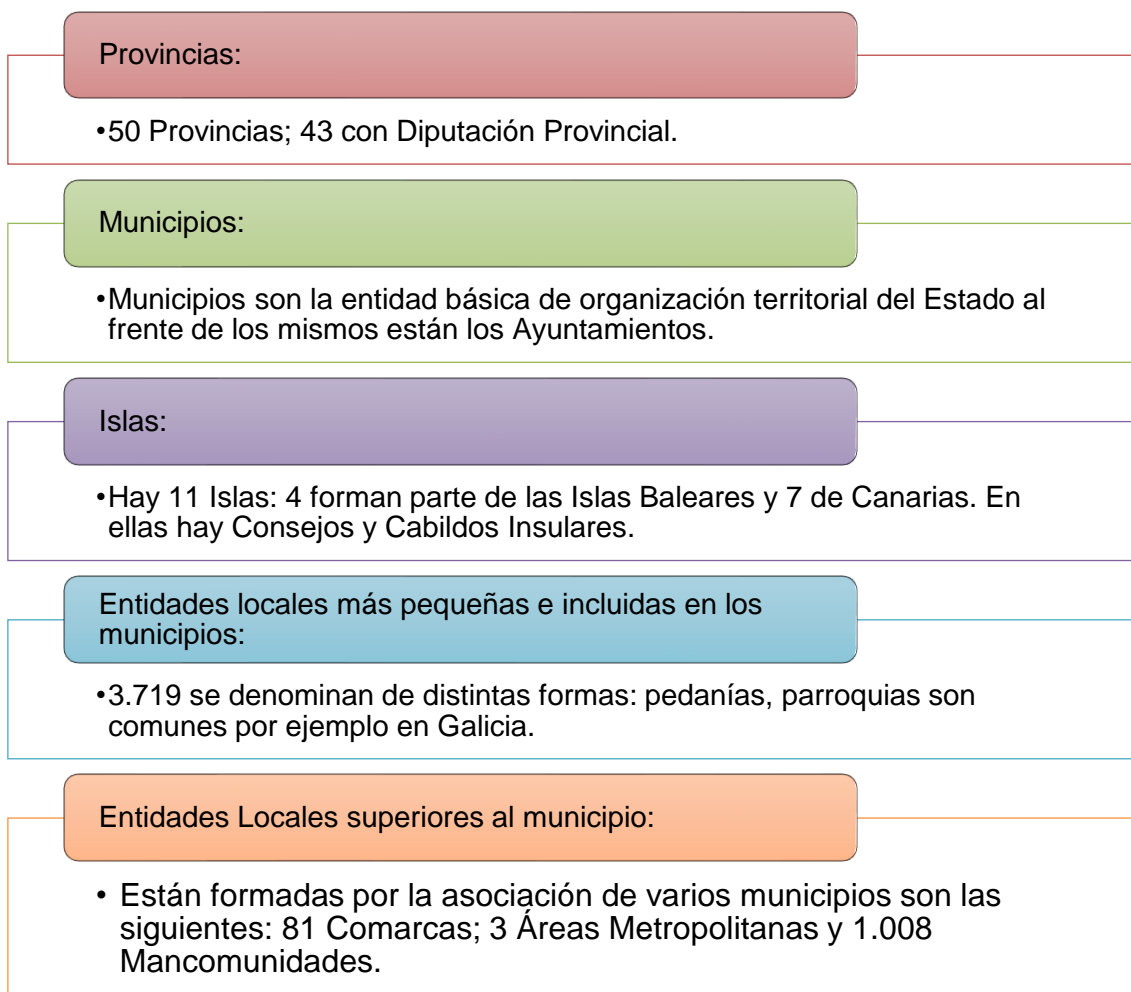 Provincias:
•50 Provincias; 43 con Diputación Provincial.
Municipios:
•Municipios son la entidad básica de organización territorial del Estado al
frente de los mismos están los Ayuntamientos.
Islas:
•Hay 11 Islas: 4 forman parte de las Islas Baleares y 7 de Canarias. En
ellas hay Consejos y Cabildos Insulares.
Entidades locales más pequeñas e incluidas en los
municipios:
•3.719 se denominan de distintas formas: pedanías, parroquias son
comunes por ejemplo en Galicia.
Entidades Locales superiores al municipio:
• Están formadas por la asociación de varios municipios son las
siguientes: 81 Comarcas; 3 Áreas Metropolitanas y 1.008
Mancomunidades.